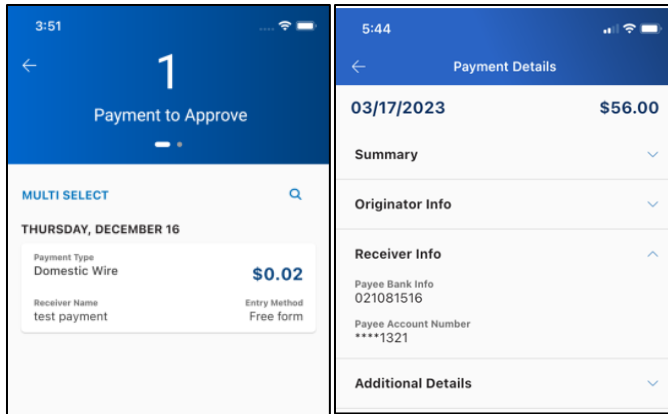 3:51
1
Payment to Approve
MULTI SELECT
THURSDAY, DECEMBER 16
Payment Type
Domestic Wire
$0.02
Receiver Name
Entry Method
test payment
Free form
5:44
Payment Details
03/17/2023
$56.00
Summary
Originator Info
Receiver Info
Payee Bank Info
021081516
Payee Account Number
****1321
Additional Details